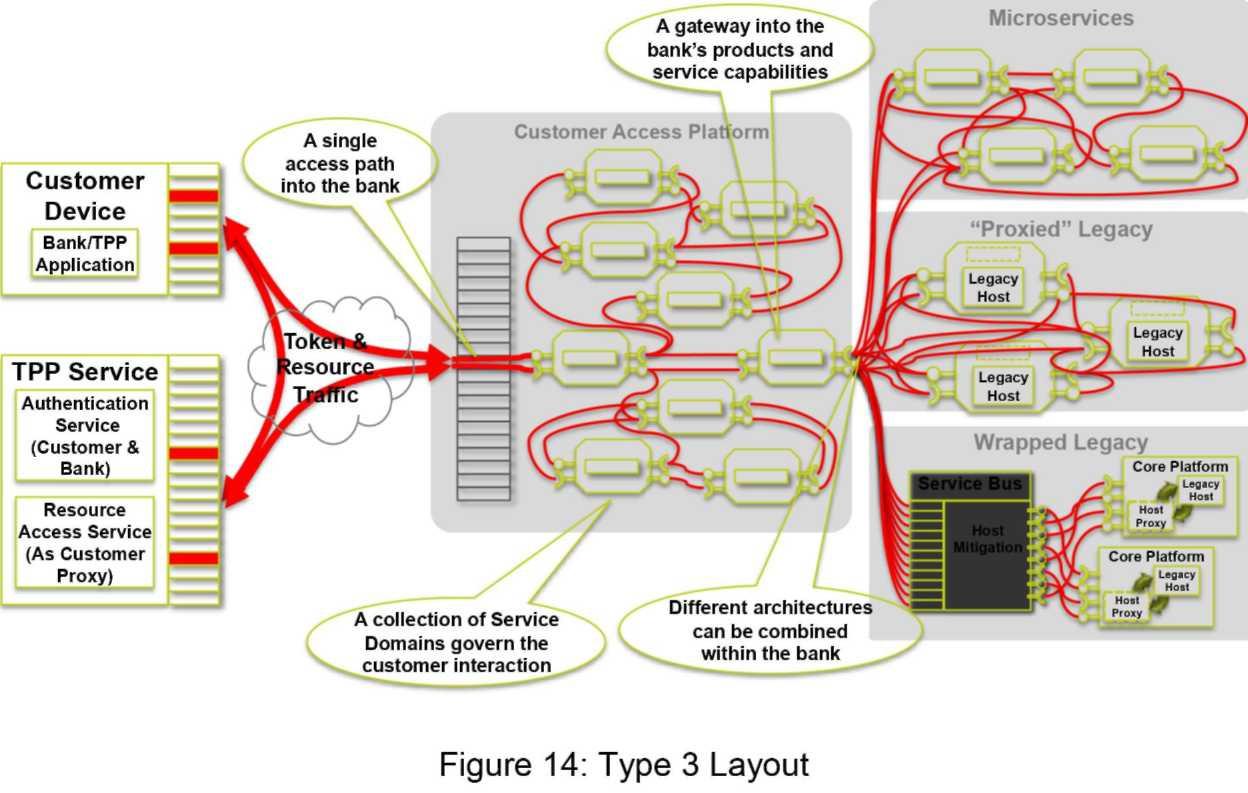 A gateway into the
bank's products and
service capabilities
Microservices
A single
access path
into the bank
Customer Access Platform
Customer
Device
Bank/TPP
Application
"Proxied" Legacy
Legacy
Host
Legacy
Host
Legacy
Host
Token &
Resource
Traffic
TPP Service
Authentication
Service
(Customer &
Bank)
Resource
Access Service
(As Customer
Proxy)
Wrapped Legacy
Service Bus
Host
Mitigation
Core Platform
Legacy
Host
Host
Proxy
Core Platform
Legacy
Host
Host
Proxy
A collection of Service
Domains govern the
customer interaction
Different architectures
can be combined
within the bank
Figure 14: Type 3 Layout